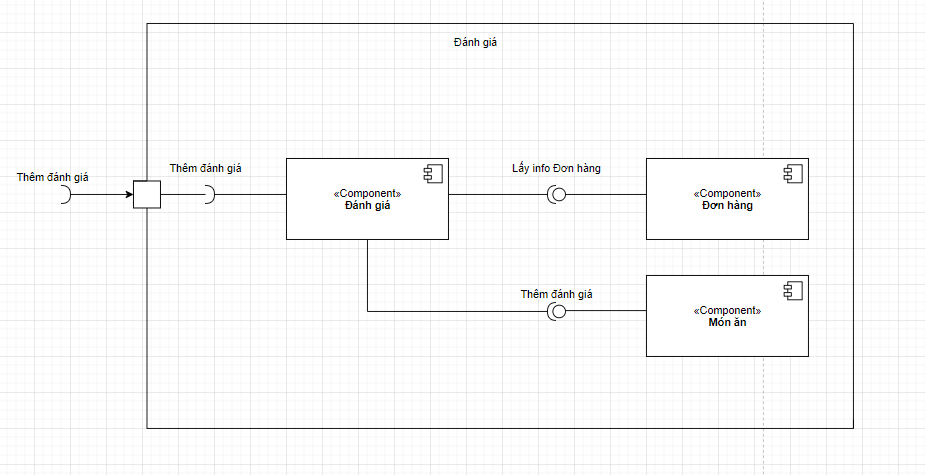 Đánh giá
Thêm đánh giá
Thêm đánh giá
«Component»
Đánh giá
Lấy info Đơn hàng
«Component»
Đơn hàng
Thêm đánh giá
«Component»
Món ăn